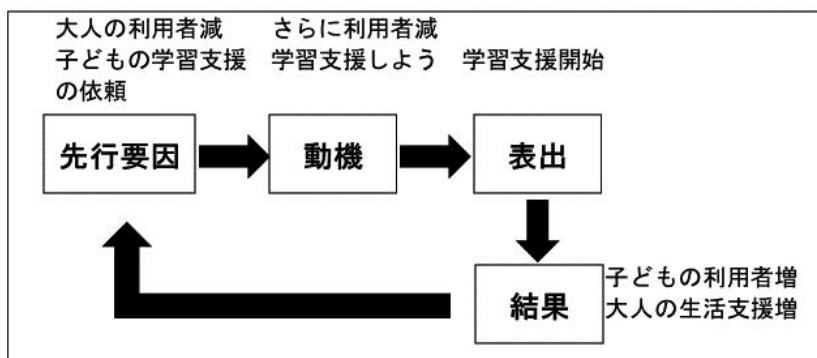 大人の利用者減
子どもの学習支援
の依頼
さらに利用者減
学習支援しよう
学習支援開始
先行要因
動機
表出
結果
子どもの利用者増
大人の生活支援増